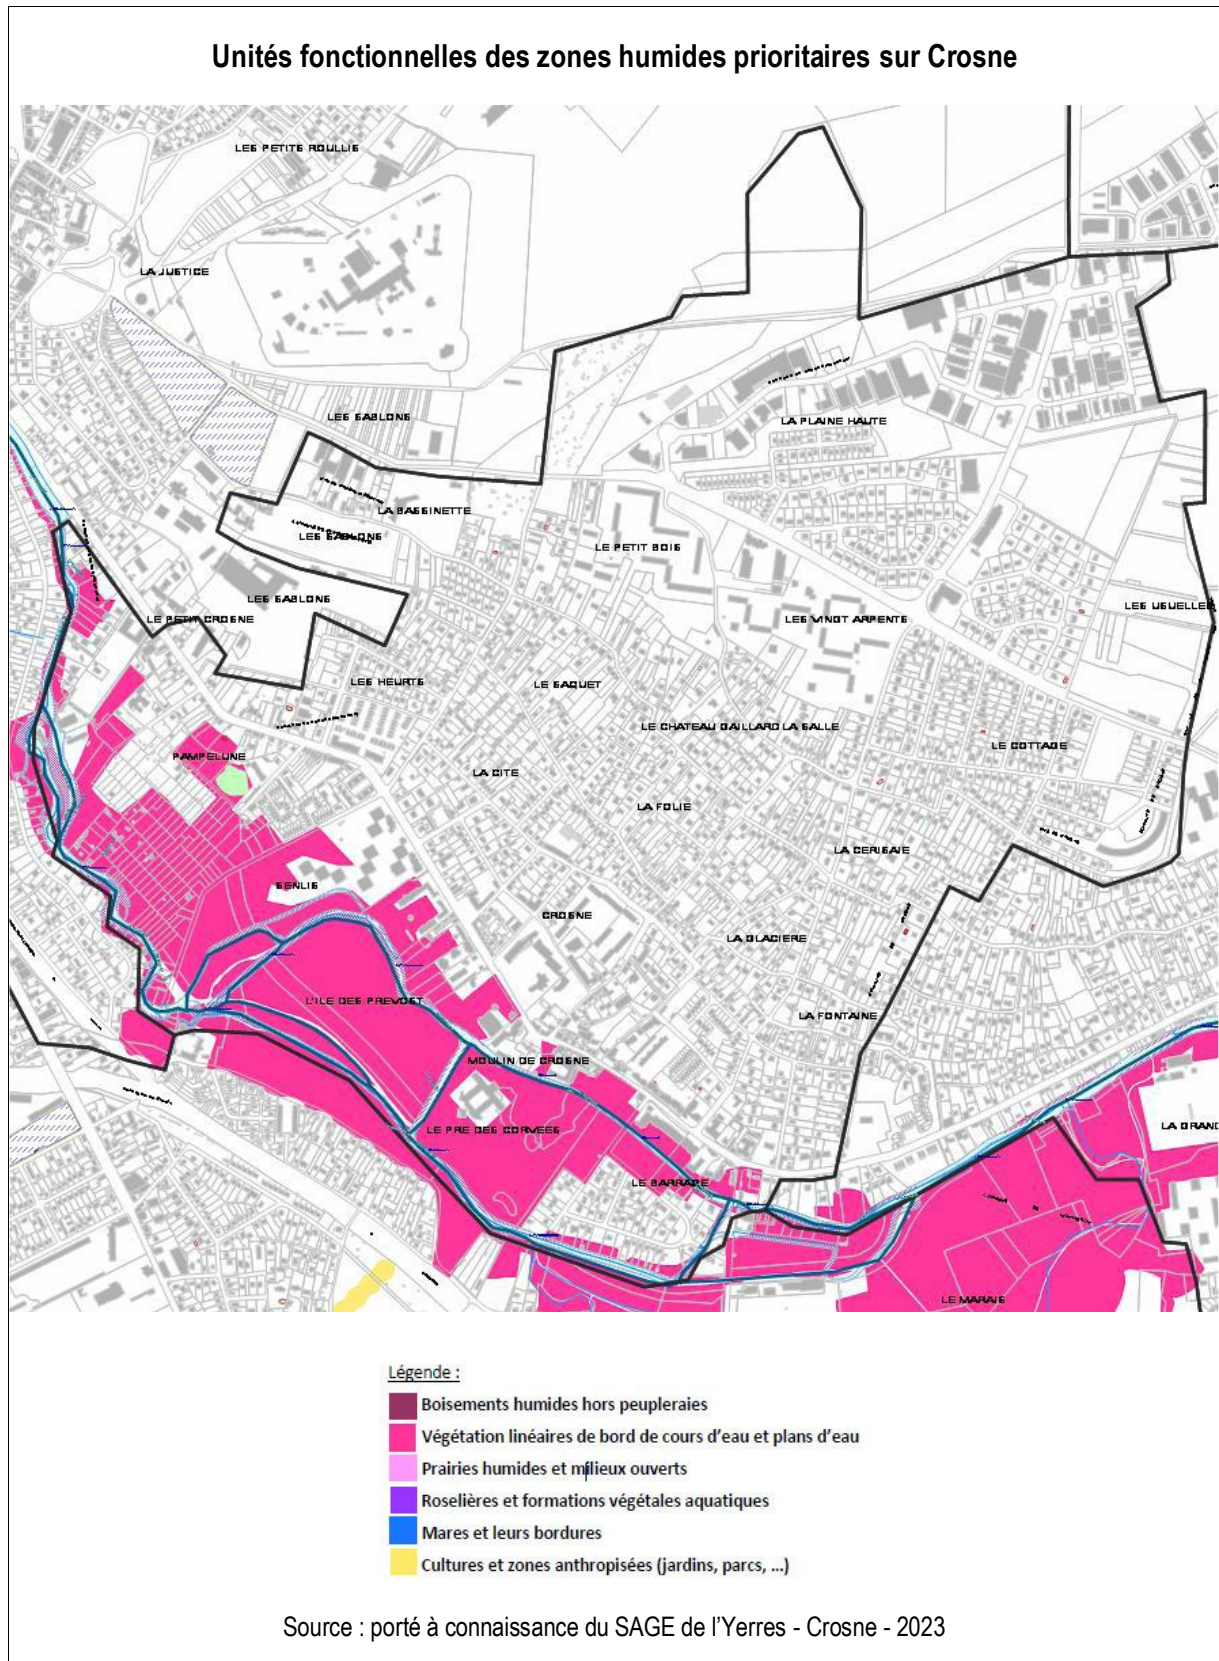 Unités fonctionnelles des zones humides prioritaires sur Crosne
LES PETITS ROULLIS
LA JUSTICE
LES SABLONS
LA PLAINE HAUTE
LA BASSINETTE
LES SABLONS
LE PETIT BOIS
LES SABLONS
LES USUELLES
LE PETIT CROSNE
LES VINGT ARPENTS
LES HEURTS
LE SAQUET
LE CHATEAU GAILLARD LA SALLE
LE COTTAGE
PAMPELUNE
LA CITE
LA FOLIE
LA CERISAIE
SENLIS
CROSNE
LA GLACIERE
L'ILE DES PREVOST
LA FONTAINE
MOULIN DE CROSNE
LE PRE DES CORVEES
LA GRANG
LE BARRAGE
LE MARAIS
Légende :
Boisements humides hors peupleraies
Végétation linéaires de bord de cours d'eau et plans d'eau
Prairies humides et milieux ouverts
Roselières et formations végétales aquatiques
Mares et leurs bordures
Cultures et zones anthropisées (jardins, parcs, ...)
Source : porté à connaissance du SAGE de l'Yerres - Crosne - 2023